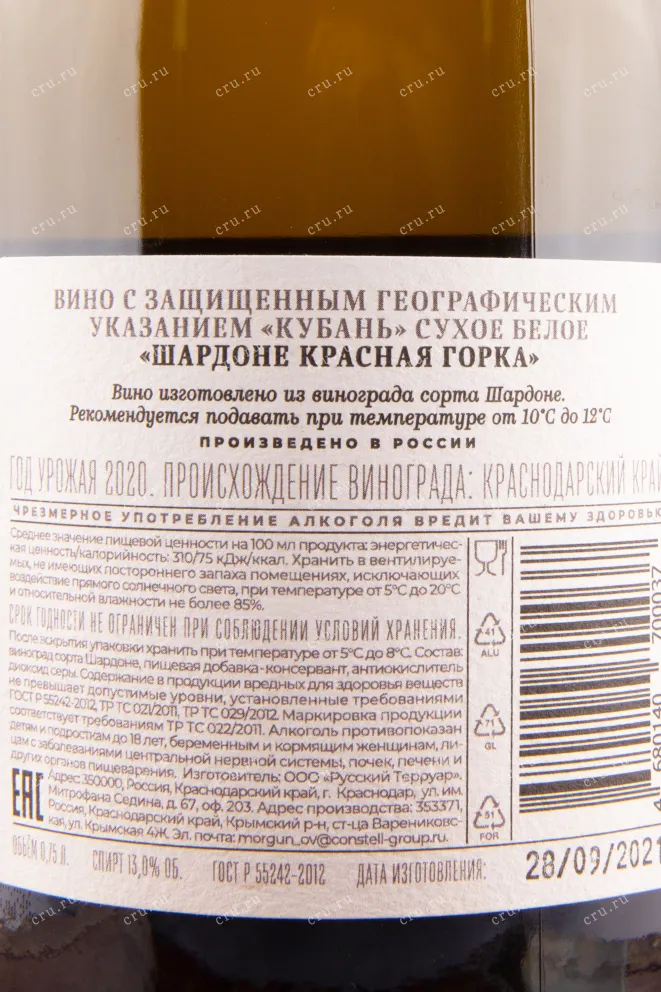 ВИНО С ЗАЩИЩЕННЫМ ГЕОГРАФИЧЕСКИМ
УКАЗАНИЕМ «КУБАНЬ» СУХОЕ БЕЛОЕ
«ШАРДОНЕ КРАСНАЯ ГОРКА»
Вино изготовлено из винограда сорта Шардоне.
Рекомендуется подавать при температуре от 10°С до 12°С
ПРОИЗВЕДЕНО В РОССИИ
ГОД УРОЖАЯ 2020. ПРОИСХОЖДЕНИЕ ВИНОГРАДА: КРАСНОДАРСКИЙ КРАЙ
ЧРЕЗМЕРНОЕ УПОТРЕБЛЕНИЕ АЛКОГОЛЯ ВРЕДИТ ВАШЕМУ ЗДОРОВЬЮ
Среднее значение пищевой ценности на 100 мл продукта: энергетичес-
кая ценность/калорийность: 310/75 кДж/ккал. Хранить в вентилируе-
мых, не имеющих постороннего запаха помещениях, исключающих
воздействие прямого солнечного света, при температуре от 5°С до 20°С
и относительной влажности не более 85%.
СРОК ГОДНОСТИ НЕ ОГРАНИЧЕН ПРИ СОБЛЮДЕНИИ УСЛОВИЙ ХРАНЕНИЯ.
После вскрытия упаковки хранить при температуре от 5°С до 8°С. Состав:
виноград сорта Шардоне, пищевая добавка-консервант, антиокислитель
диоксид серы. Содержание в продукции вредных для здоровья веществ
не превышает допустимые уровни, установленные требованиями
ГОСТ Р 55242-2012, ТР ТС 021/2011, ТР ТС 029/2012. Маркировка продукции
соответствует требованиям ТР ТС 022/2011. Алкоголь противопоказан
детям и подросткам до 18 лет, беременным и кормящим женщинам, ли-
цам с заболеваниями центральной нервной системы, почек, печени и
других органов пищеварения. Изготовитель: ООО «Русский Терруар».
Адрес: 350000, Россия, Краснодарский край, г. Краснодар, ул. им.
Митрофана Седина, д. 67, оф. 203. Адрес производства: 353371,
Россия, Краснодарский край, Крымский р-н, ст-ца Варениковс-
кая, ул. Крымская 4Ж. Эл. почта: morgun_ov@constell-group.ru.
EAC
41
ALU
71
GL
51
FOR
4 680140 700037
ОБЪЁМ 0,75 Л. СПИРТ 13,0% ОБ. ГОСТ Р 55242-2012 ДАТА ИЗГОТОВЛЕНИЯ: 28/09/2021
cru.ru